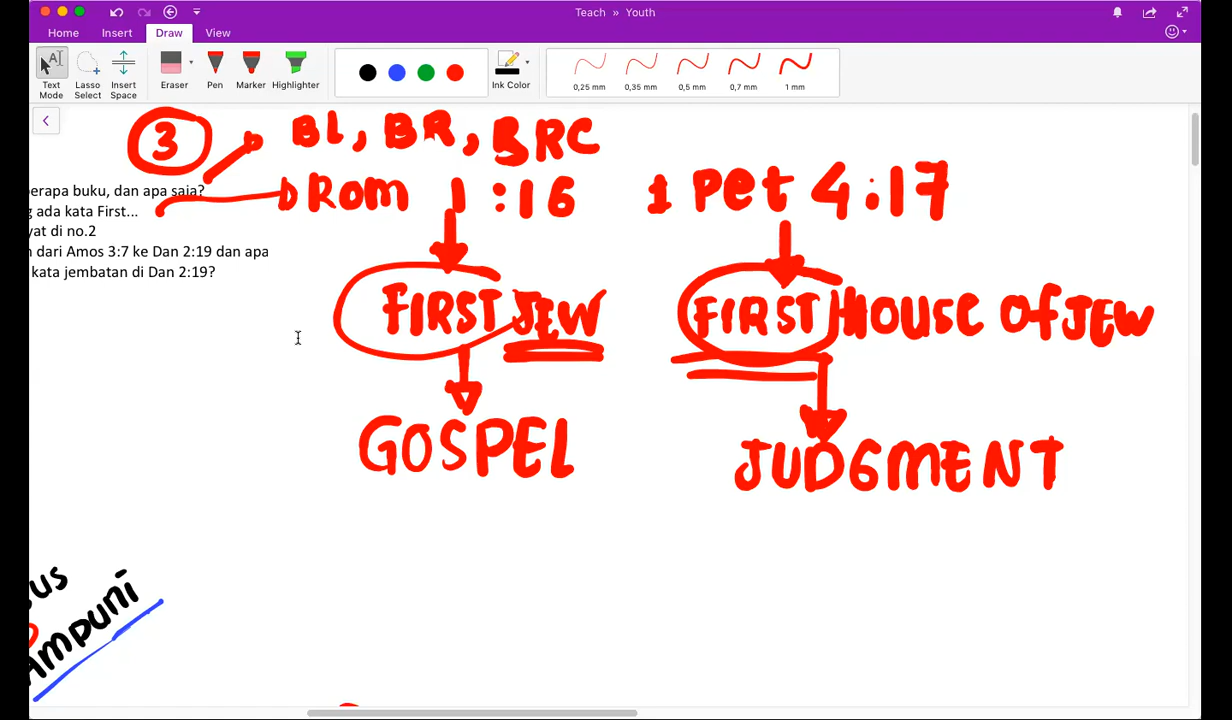 Teach » Youth
Home Insert Draw View
Text Mode
Lasso Select
Insert Space
Eraser
Pen
Marker
Highlighter
Ink Color
0,25 mm
0,35 mm
0,5 mm
0,7 mm
1 mm
3 BL, BR, BRC
erapa buku, dan apa saja?
Rom 1:16 1 Pet 4:17
ada kata First...
yat di no.2
dari Amos 3:7 ke Dan 2:19 dan apa
kata jembatan di Dan 2:19?
FIRST JEW FIRST HOUSE Of JEW
GOSPEL JUDGMENT
ampuni